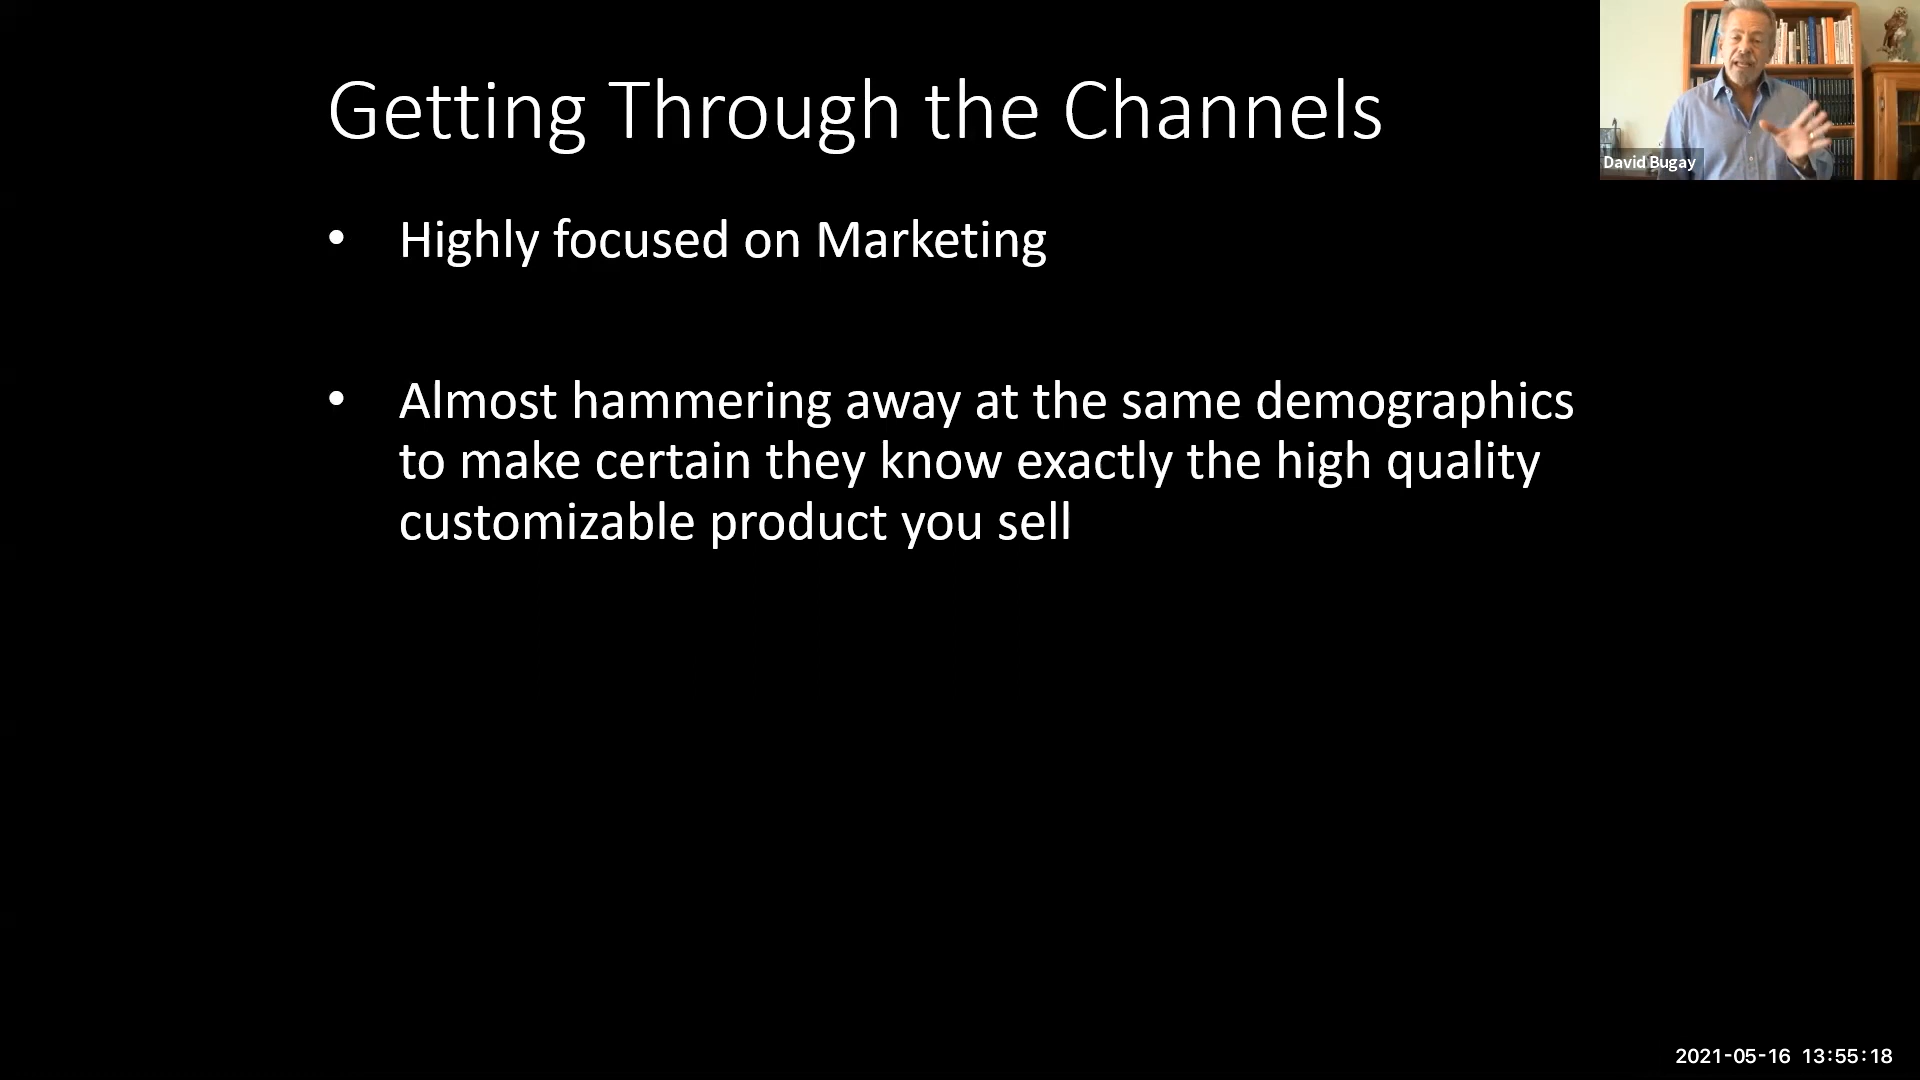 Getting Through the Channels
• Highly focused on Marketing
• Almost hammering away at the same demographics
to make certain they know exactly the high quality
customizable product you sell
David Bugay
2021-05-16 13:55:18